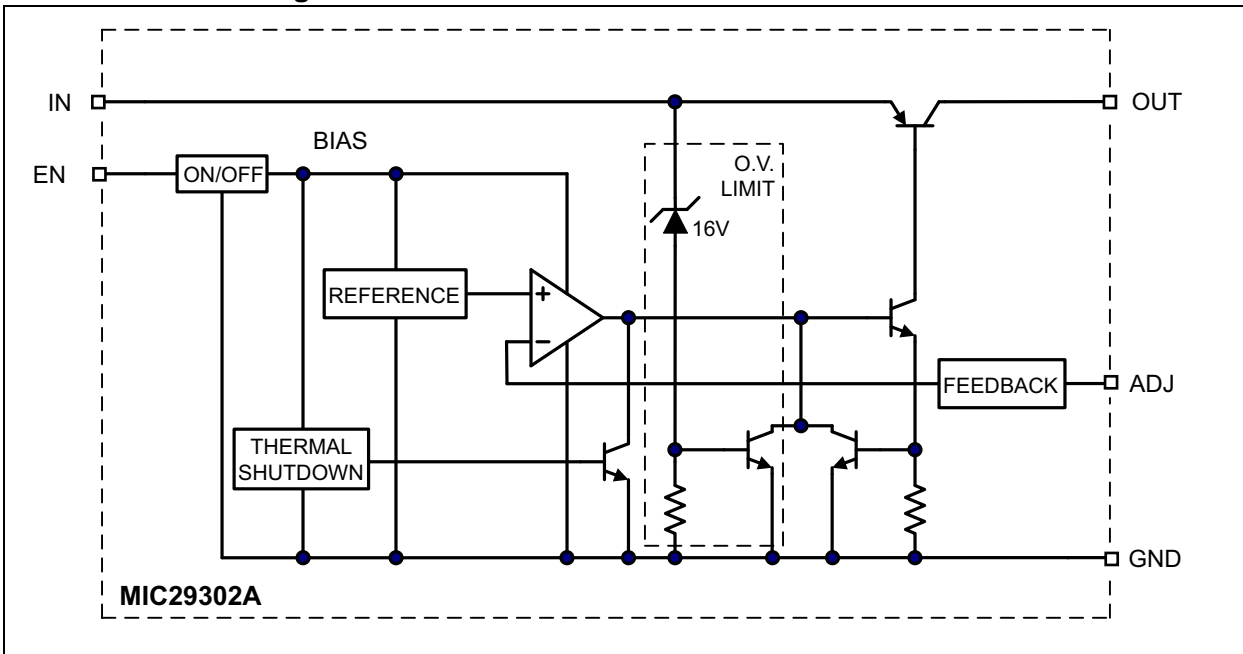 IN
OUT
BIAS
EN
ON/OFF
O.V.
LIMIT
16V
REFERENCE
+
−
FEEDBACK
ADJ
THERMAL
SHUTDOWN
GND
MIC29302A